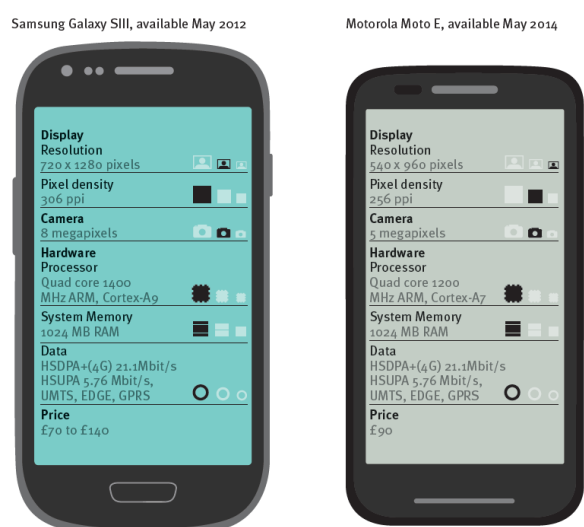 Samsung Galaxy SIII, available May 2012
Display
Resolution
720 x 1280 pixels
Pixel density
306 ppi
Camera
8 megapixels
Hardware
Processor
Quad core 1400
MHz ARM, Cortex-A9
System Memory
1024 MB RAM
Data
HSDPA+(4G) 21.1Mbit/s
HSUPA 5.76 Mbit/s,
UMTS, EDGE, GPRS
Price
£70 to £140
Motorola Moto E, available May 2014
Display
Resolution
540 x 960 pixels
Pixel density
256 ppi
Camera
5 megapixels
Hardware
Processor
Quad core 1200
MHz ARM, Cortex-A7
System Memory
1024 MB RAM
Data
HSDPA+(4G) 21.1Mbit/s
HSUPA 5.76 Mbit/s,
UMTS, EDGE, GPRS
Price
£90